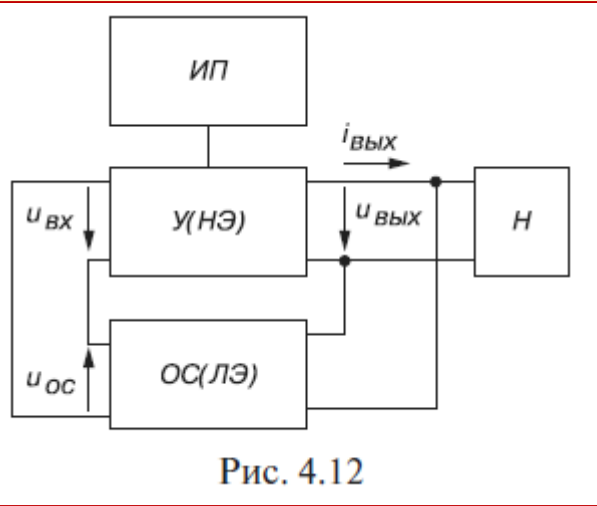 ИП
iвых
uвх
У(НЭ)
uвых
Н
uос
ОС(ЛЭ)
Рис. 4.12